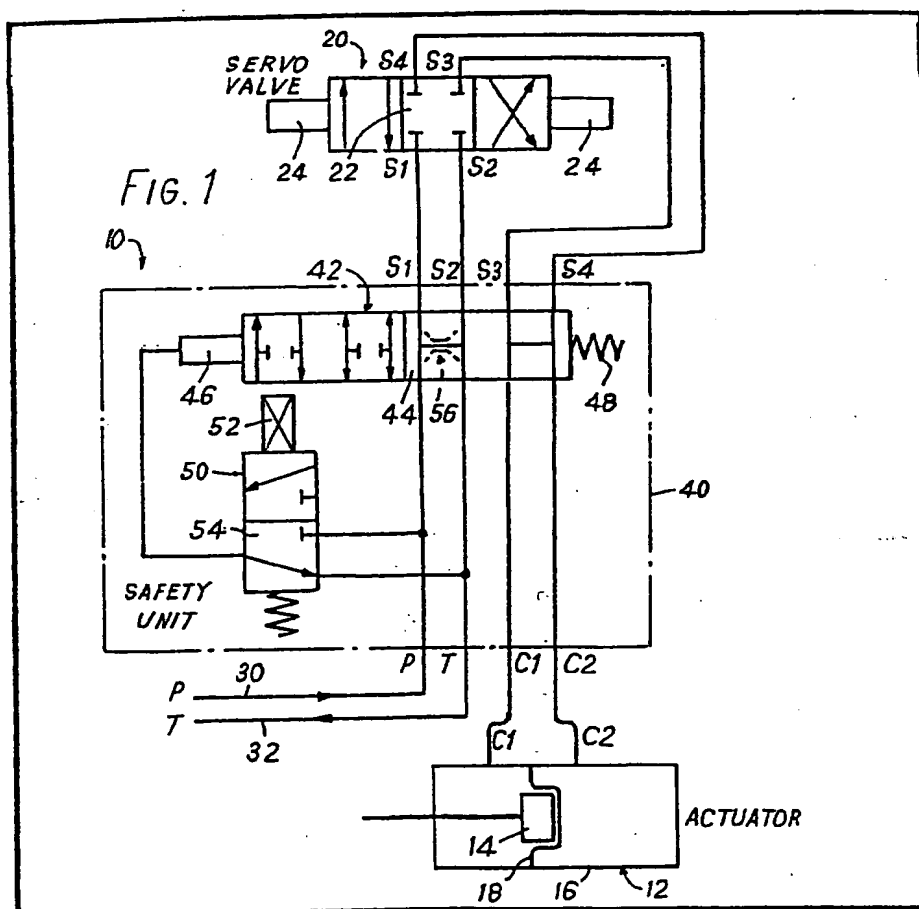 20
S4 S3
SERVO
VALVE
24
22
S1
S2
24
FIG. 1
10
42
S1 S2 S3
S4
46
44
56
48
52
50
54
40
SAFETY
UNIT
P T
C1 C2
P 30
T
32
C1
C2
ACTUATOR
14
18
16
12